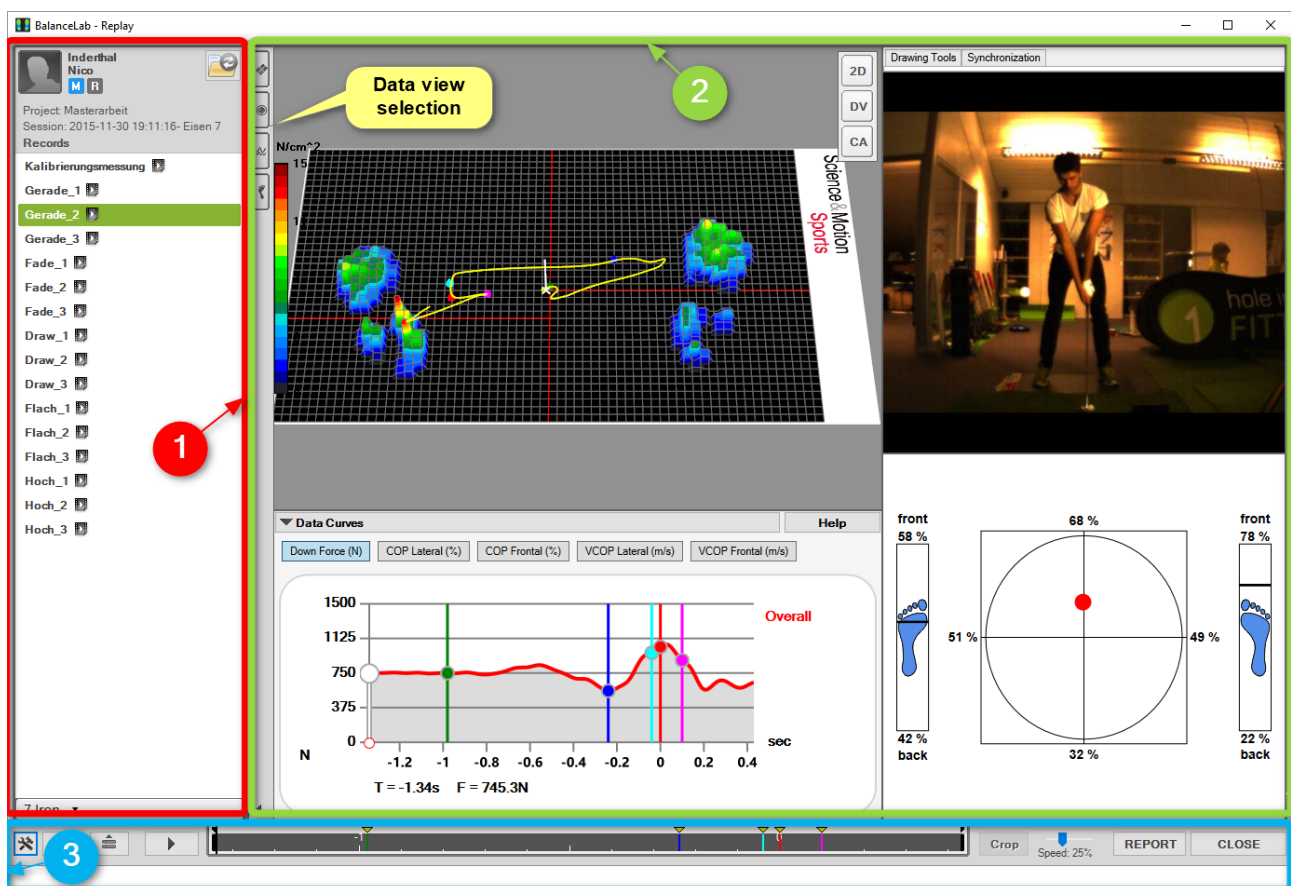 BalanceLab - Replay
Inderthal
Nico
M R
Project: Masterarbeit
Session: 2015-11-30 19:11:16- Eisen 7
Records
Kalibrierungsmessung
Gerade_1
Gerade_2
Gerade_3
Fade_1
Fade_2
Fade_3
Draw_1
Draw_2
Draw_3
Flach_1
Flach_2
Flach_3
Hoch_1
Hoch_2
Hoch_3
1
Data view
selection
2
2D
DV
CA
N/cm^2
15
Science&Motion
Sports
Data Curves
Help
Down Force (N)
COP Lateral (%)
COP Frontal (%)
VCOP Lateral (m/s)
VCOP Frontal (m/s)
1500
1125
750
375
0
N
Overall
sec
-1.2 -1 -0.8 -0.6 -0.4 -0.2 0 0.2 0.4
T = -1.34s F = 745.3N
Drawing Tools
Synchronization
hole in
1
FITT
front
58 %
42 %
back
68 %
51 %
49 %
32 %
front
78 %
22 %
back
7 Iron
3
-1
0
Crop
Speed: 25%
REPORT
CLOSE